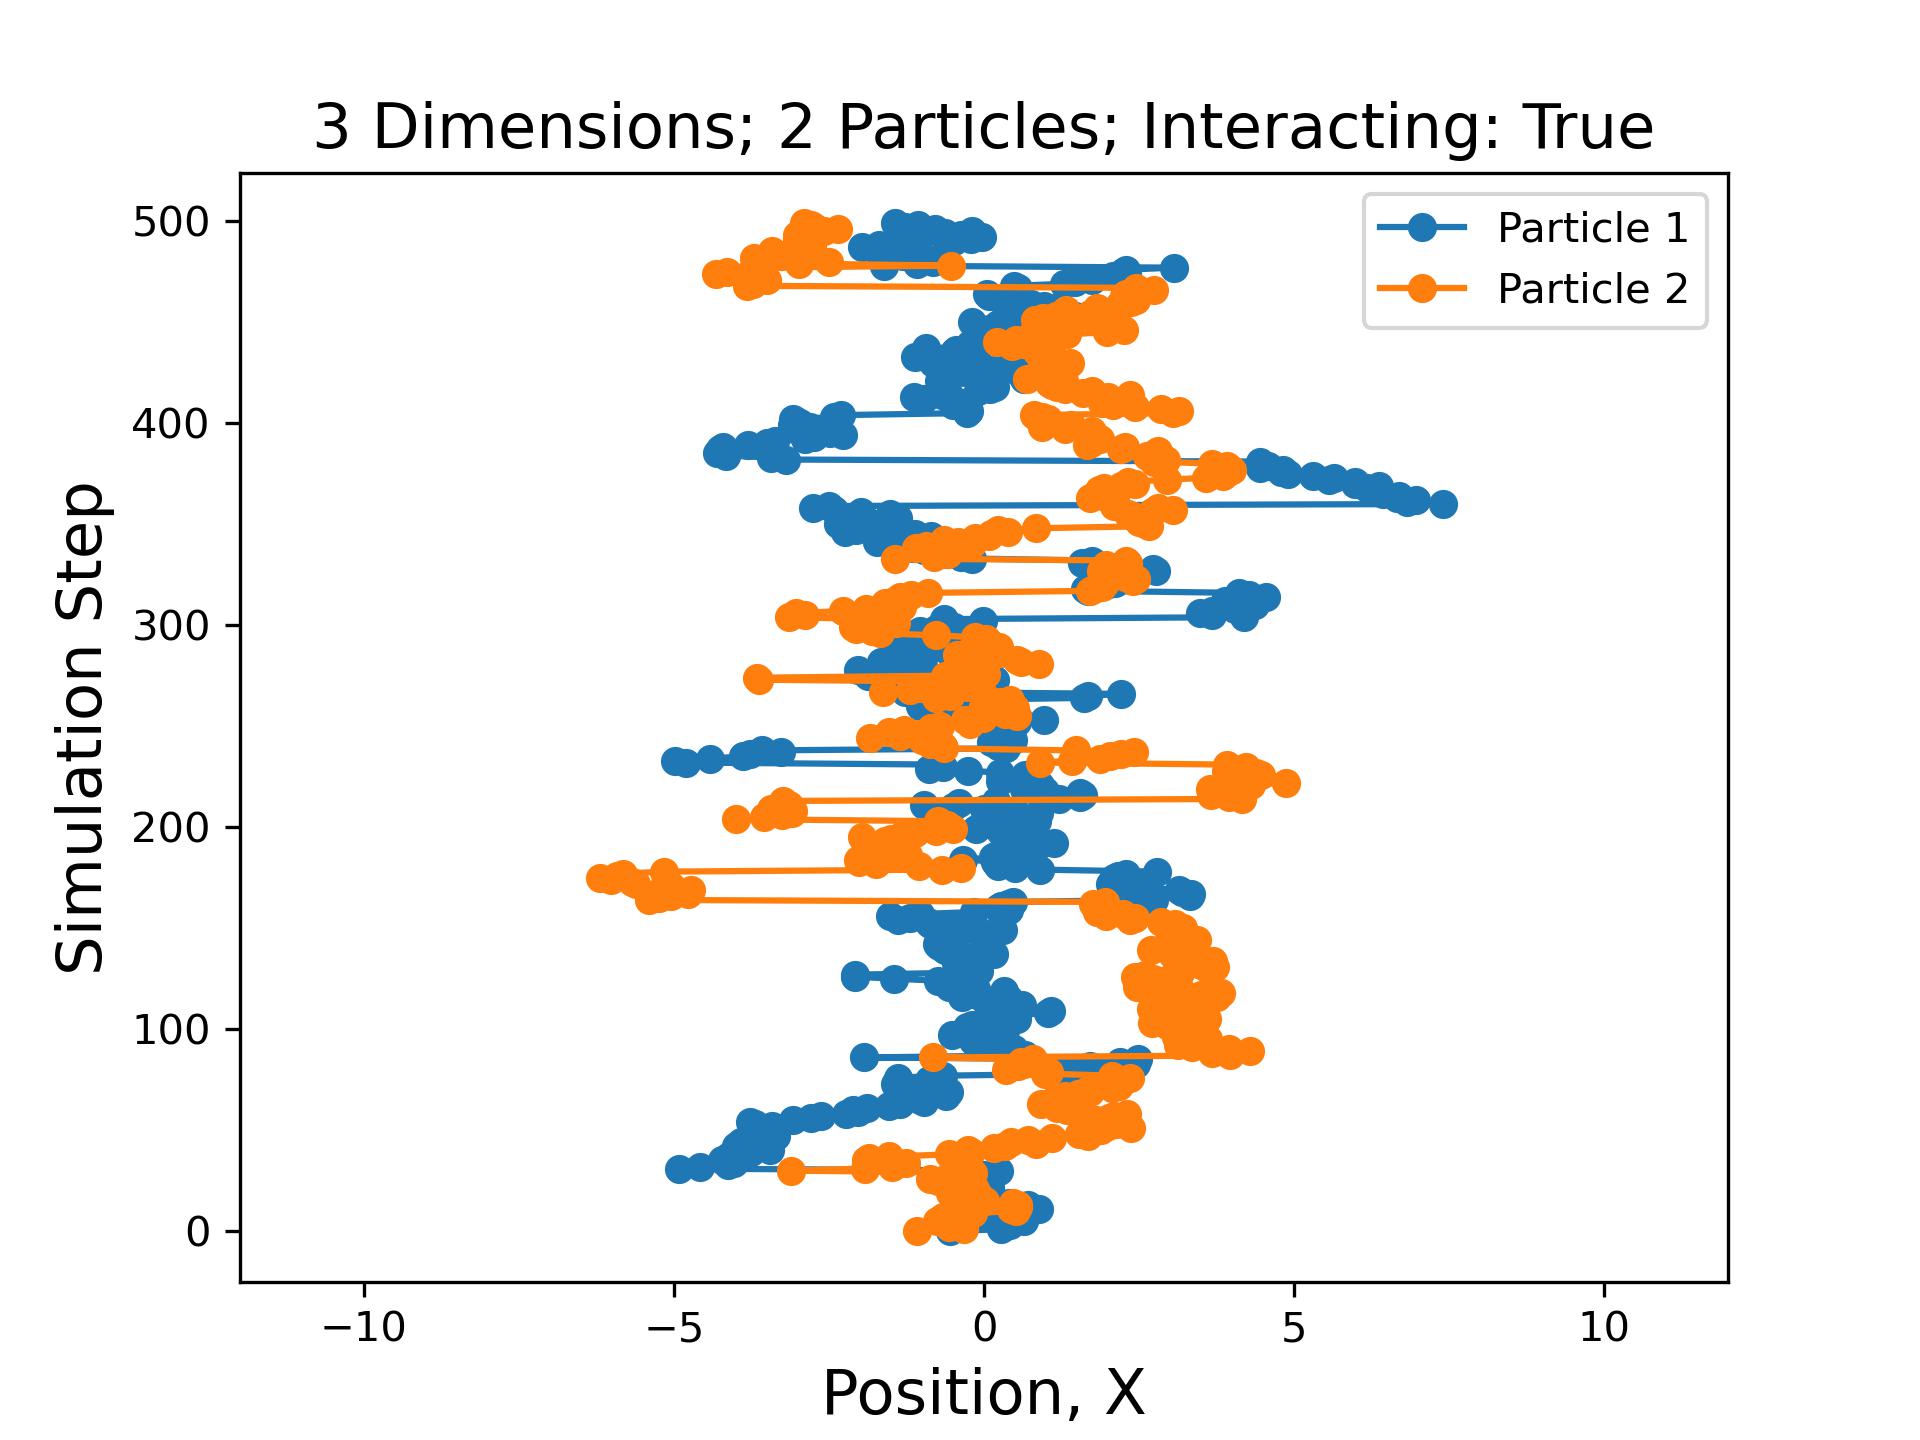 3 Dimensions; 2 Particles; Interacting: True
Particle 1
Particle 2
Simulation Step
500
400
300
200
100
0
−10
−5
0
5
10
Position, X